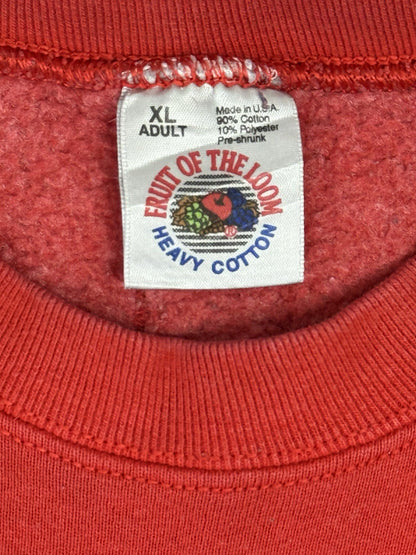 XL
ADULT
Made in U.S.A.
90% Cotton
10% Polyester
Pre-shrunk
FRUIT OF THE LOOM
HEAVY COTTON